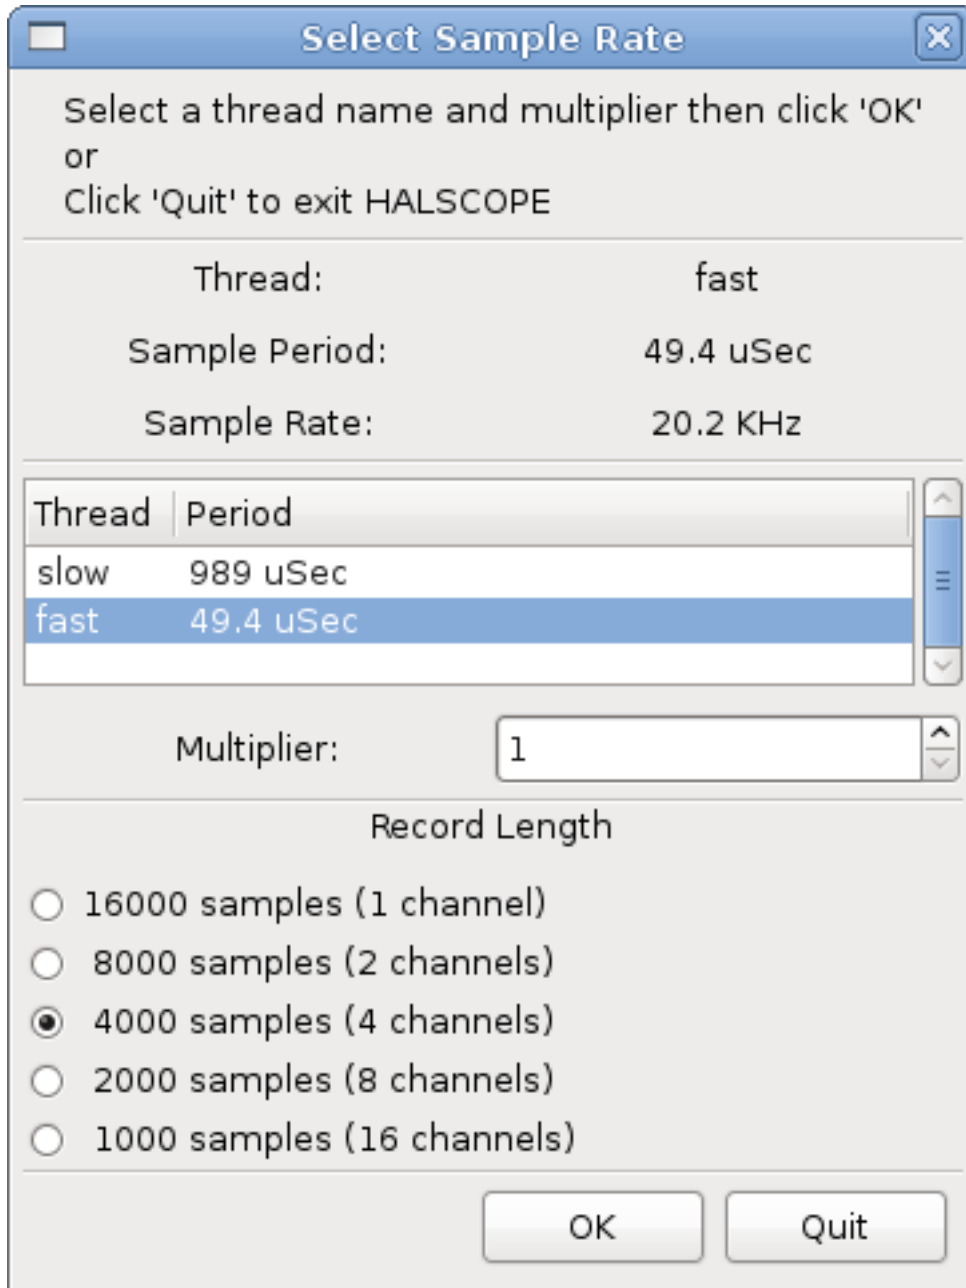 Select Sample Rate
Select a thread name and multiplier then click 'OK'
or
Click 'Quit' to exit HALSCOPE
Thread: fast
Sample Period: 49.4 uSec
Sample Rate: 20.2 KHz
Thread Period
slow 989 uSec
fast 49.4 uSec
Multiplier: 1
Record Length
16000 samples (1 channel)
8000 samples (2 channels)
4000 samples (4 channels)
2000 samples (8 channels)
1000 samples (16 channels)
OK Quit